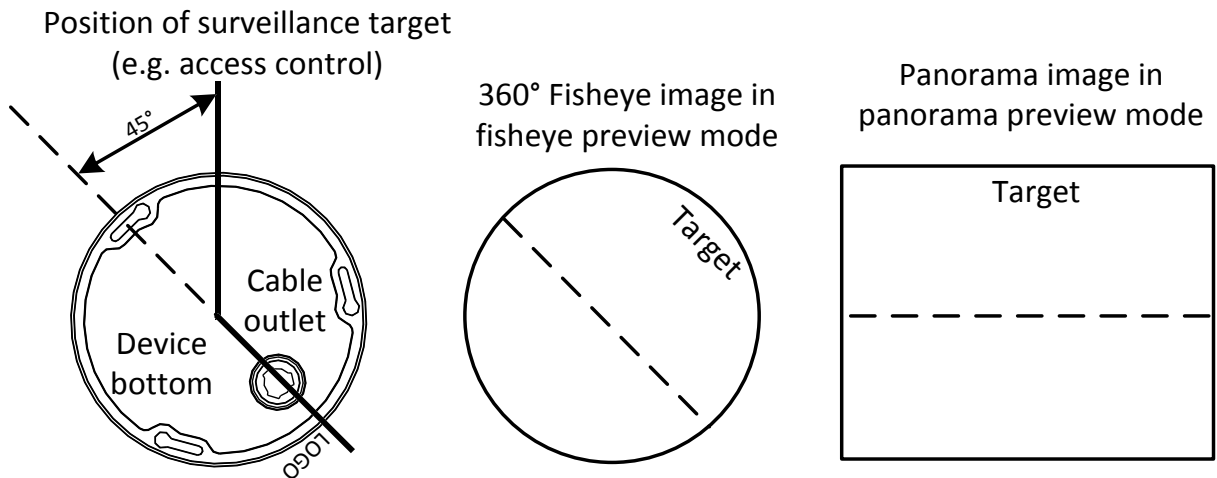 Position of surveillance target
(e.g. access control)
45°
Cable
outlet
Device
bottom
LOGO
360° Fisheye image in
fisheye preview mode
Target
Panorama image in
panorama preview mode
Target